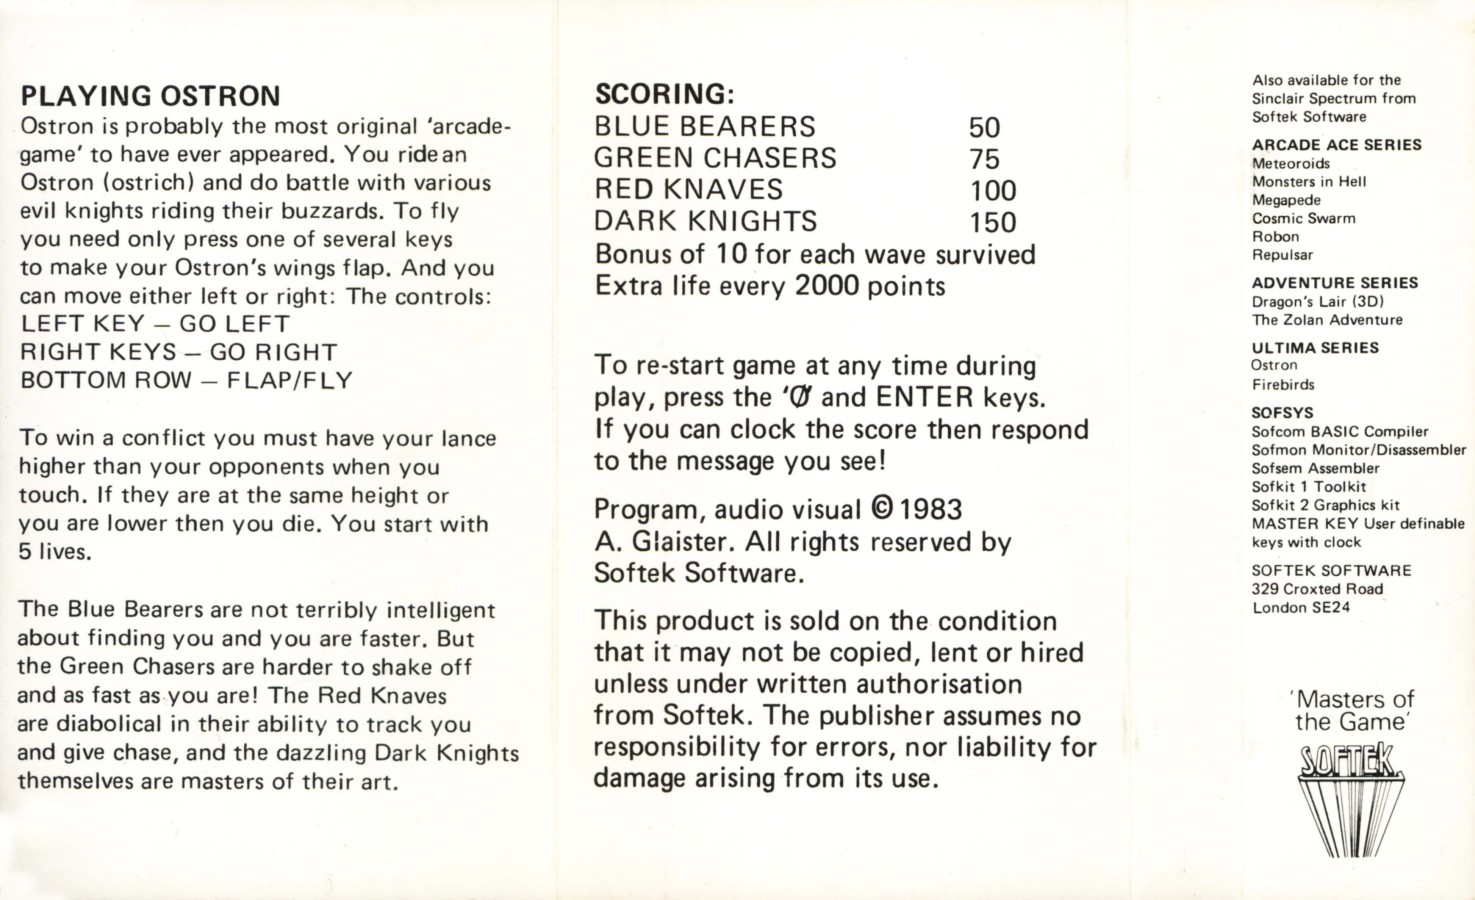 PLAYING OSTRON
Ostron is probably the most original 'arcade-
game' to have ever appeared. You ride an
Ostron (ostrich) and do battle with various
evil knights riding their buzzards. To fly
you need only press one of several keys
to make your Ostron's wings flap. And you
can move either left or right: The controls:
LEFT KEY – GO LEFT
RIGHT KEYS – GO RIGHT
BOTTOM ROW – FLAP/FLY
To win a conflict you must have your lance
higher than your opponents when you
touch. If they are at the same height or
you are lower then you die. You start with
5 lives.
The Blue Bearers are not terribly intelligent
about finding you and you are faster. But
the Green Chasers are harder to shake off
and as fast as you are! The Red Knaves
are diabolical in their ability to track you
and give chase, and the dazzling Dark Knights
themselves are masters of their art.
SCORING:
BLUE BEARERS 50
GREEN CHASERS 75
RED KNAVES 100
DARK KNIGHTS 150
Bonus of 10 for each wave survived
Extra life every 2000 points
To re-start game at any time during
play, press the 'Ø' and ENTER keys.
If you can clock the score then respond
to the message you see!
Program, audio visual © 1983
A. Glaister. All rights reserved by
Softek Software.
This product is sold on the condition
that it may not be copied, lent or hired
unless under written authorisation
from Softek. The publisher assumes no
responsibility for errors, nor liability for
damage arising from its use.
Also available for the
Sinclair Spectrum from
Softek Software
ARCADE ACE SERIES
Meteoroids
Monsters in Hell
Megapede
Cosmic Swarm
Robon
Repulsar
ADVENTURE SERIES
Dragon's Lair (3D)
The Zolan Adventure
ULTIMA SERIES
Ostron
Firebirds
SOFSYS
Sofcom BASIC Compiler
Sofmon Monitor/Disassembler
Sofsem Assembler
Sofkit 1 Toolkit
Sofkit 2 Graphics kit
MASTER KEY User definable
keys with clock
SOFTEK SOFTWARE
329 Croxted Road
London SE24
'Masters of
the Game'
SOFTEK